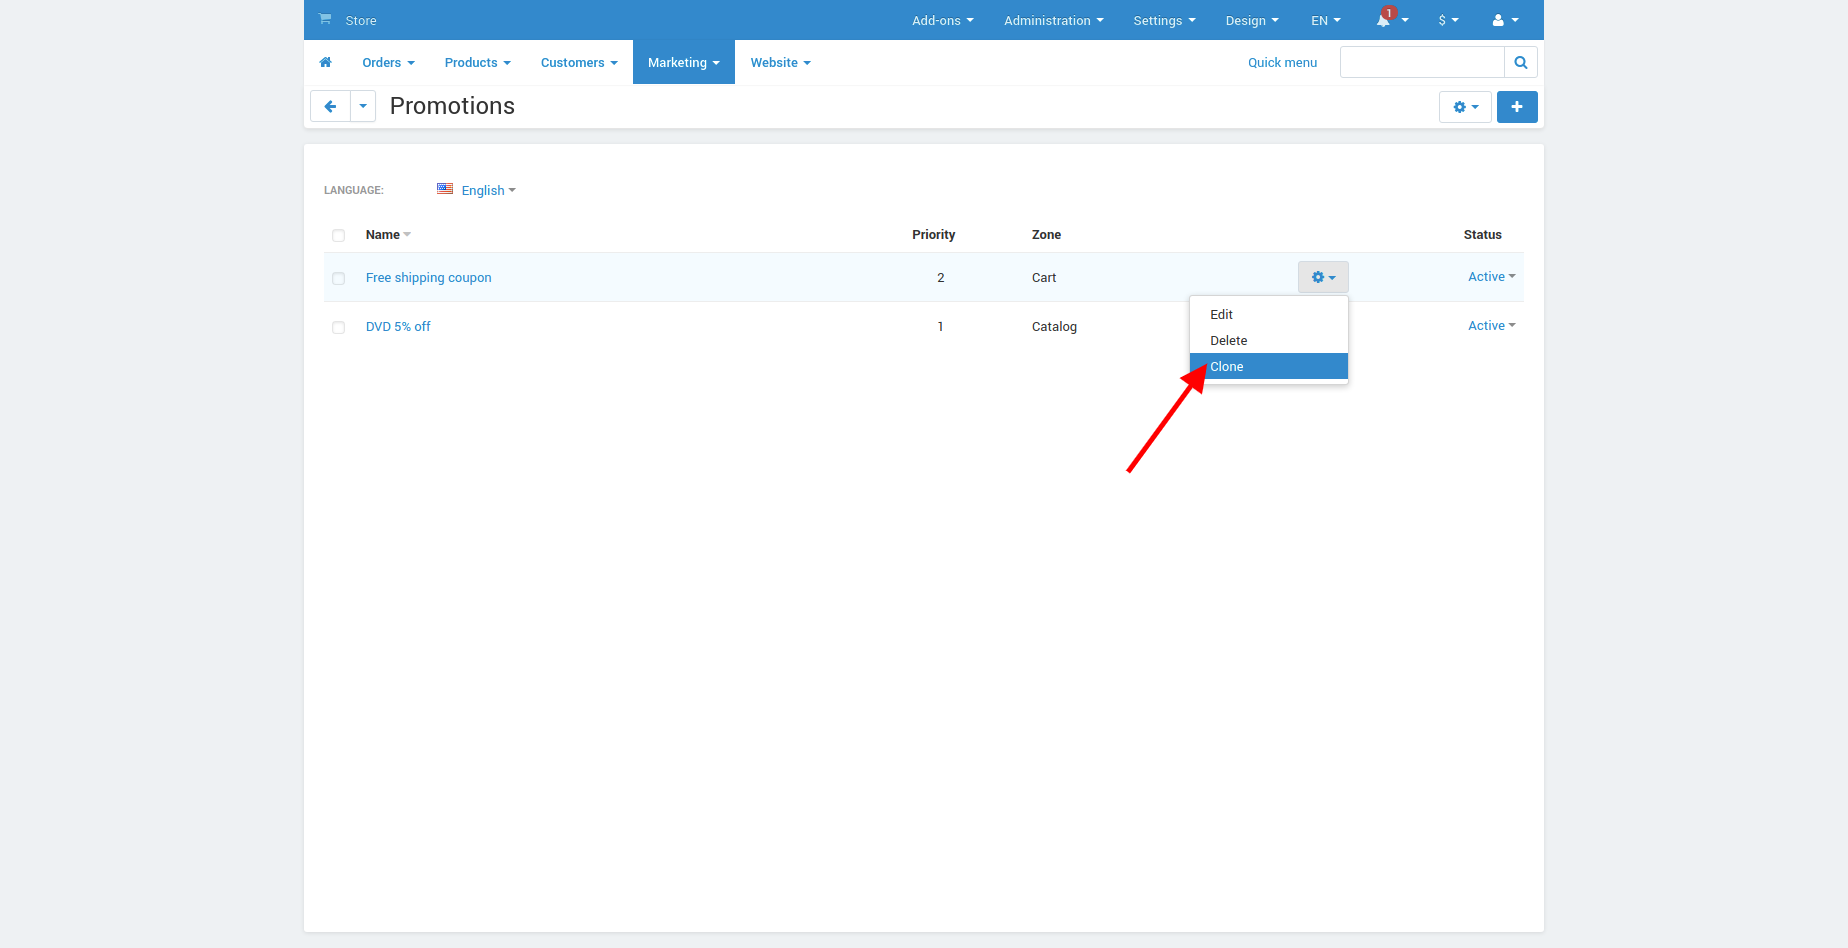 Store Add-ons Administration Settings Design EN 1 $
Orders Products Customers Marketing Website Quick menu
Promotions
LANGUAGE: English
Name Priority Zone Status
Free shipping coupon 2 Cart Active
Edit
DVD 5% off 1 Catalog Active
Delete
Clone